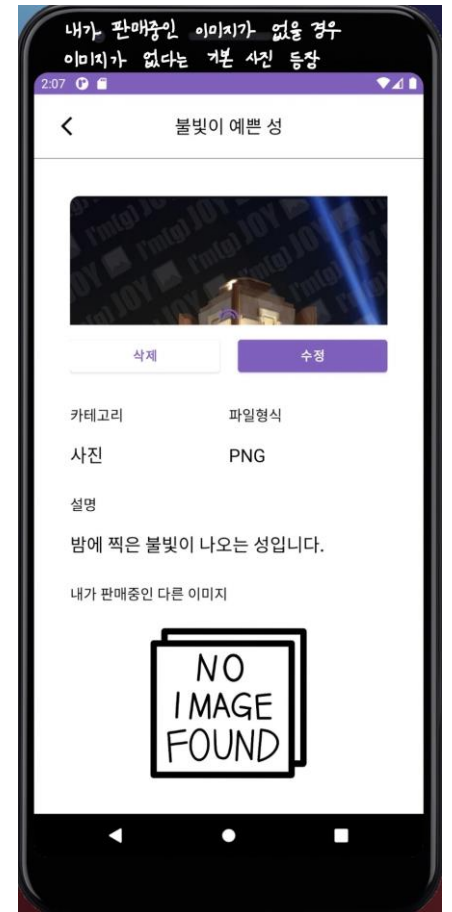 내가 판매중인 이미지가 없을 경우
이미지가 없다는 기본 사진 등장
2:07
불빛이 예쁜 성
I'm(g) JOY I'm(g) JOY
삭제 수정
카테고리 파일형식
사진 PNG
설명
밤에 찍은 불빛이 나오는 성입니다.
내가 판매중인 다른 이미지
NO
IMAGE
FOUND